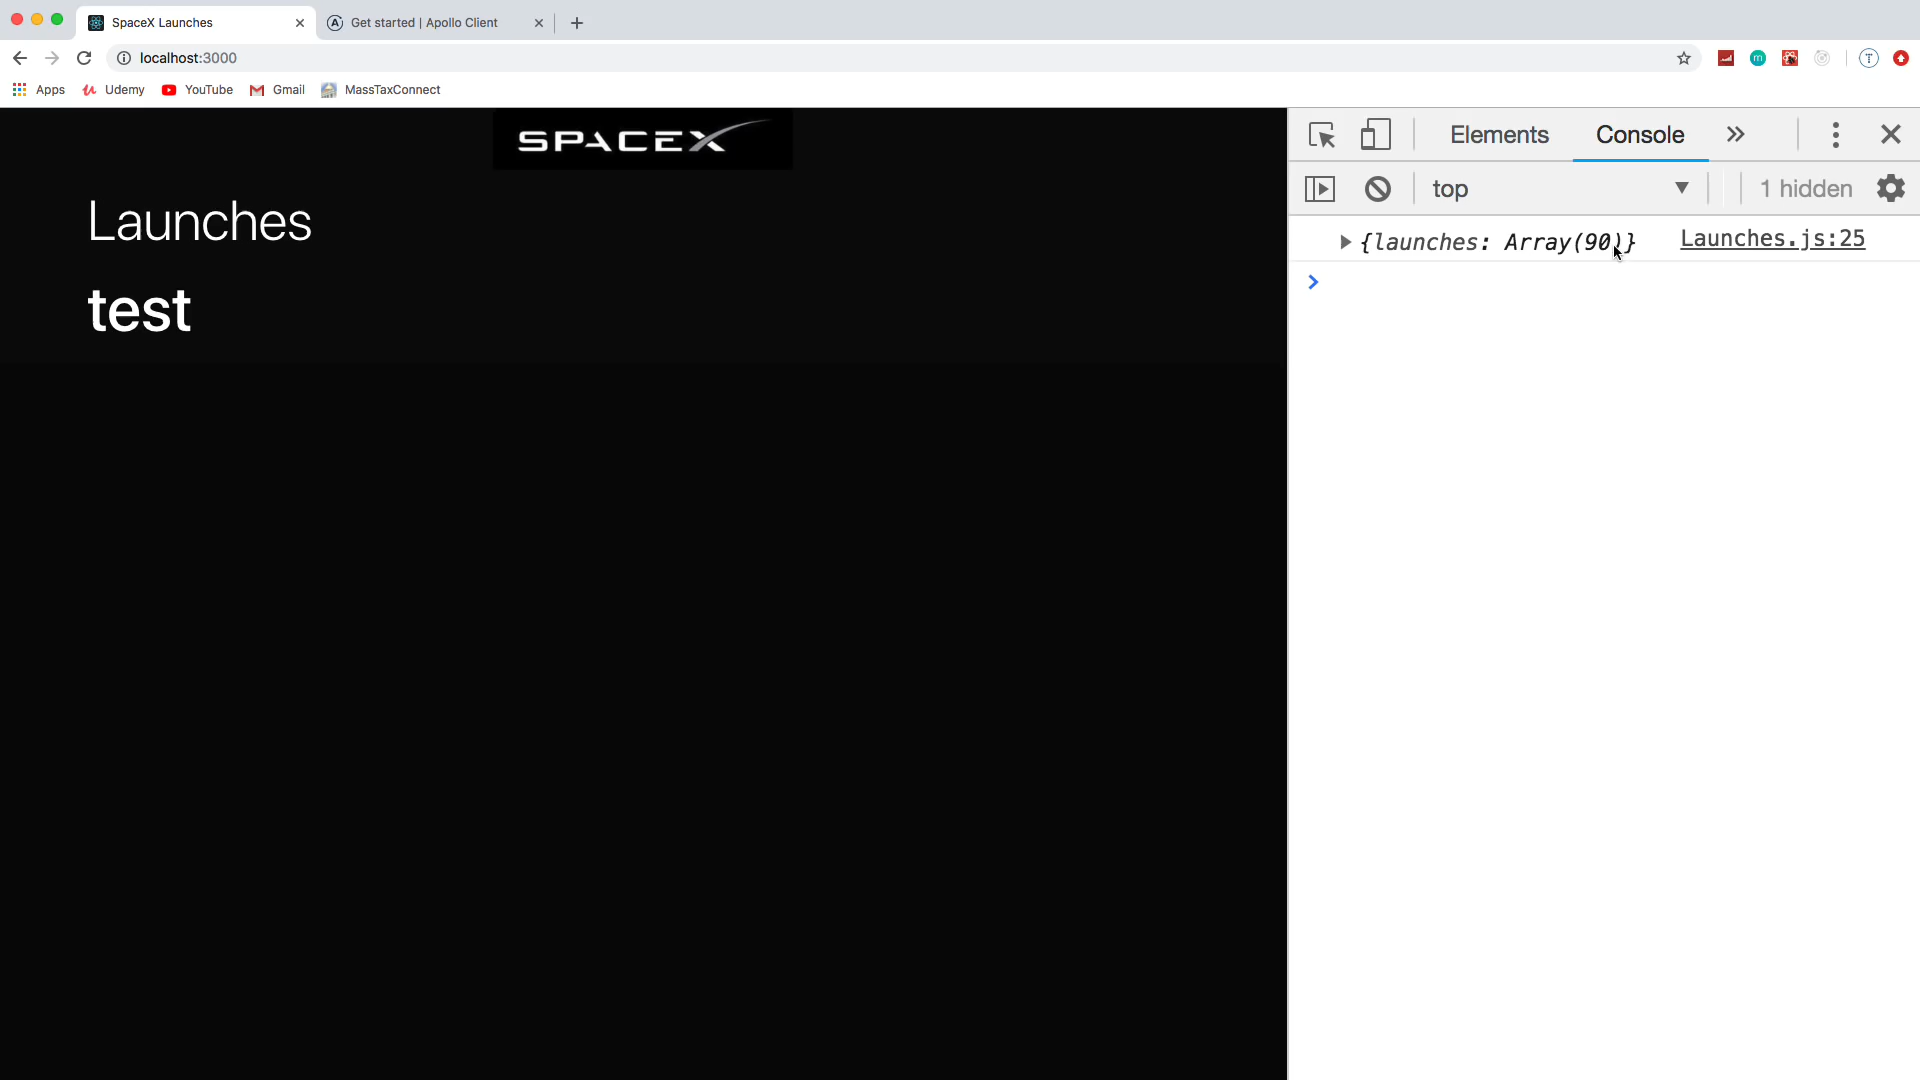 SpaceX Launches
Get started | Apollo Client
localhost:3000
Apps
Udemy
YouTube
Gmail
MassTaxConnect
SPACEX
Launches
test
Elements
Console
top
1 hidden
{launches: Array(90)}
Launches.js:25